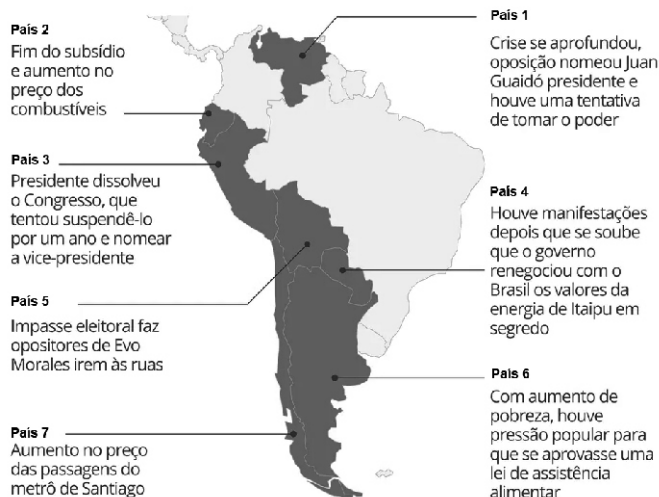 País 1
Crise se aprofundou,
oposição nomeou Juan
Guaidó presidente e
houve uma tentativa
de tomar o poder
País 2
Fim do subsídio
e aumento no
preço dos
combustíveis
País 3
Presidente dissolveu
o Congresso, que
tentou suspendê-lo
por um ano e nomear
a vice-presidente
País 4
Houve manifestações
depois que se soube
que o governo
renegociou com o
Brasil os valores da
energia de Itaipu em
segredo
País 5
Impasse eleitoral faz
opositores de Evo
Morales irem às ruas
País 6
Com aumento de
pobreza, houve
pressão popular para
que se aprovasse uma
lei de assistência
alimentar
País 7
Aumento no preço
das passagens do
metrô de Santiago